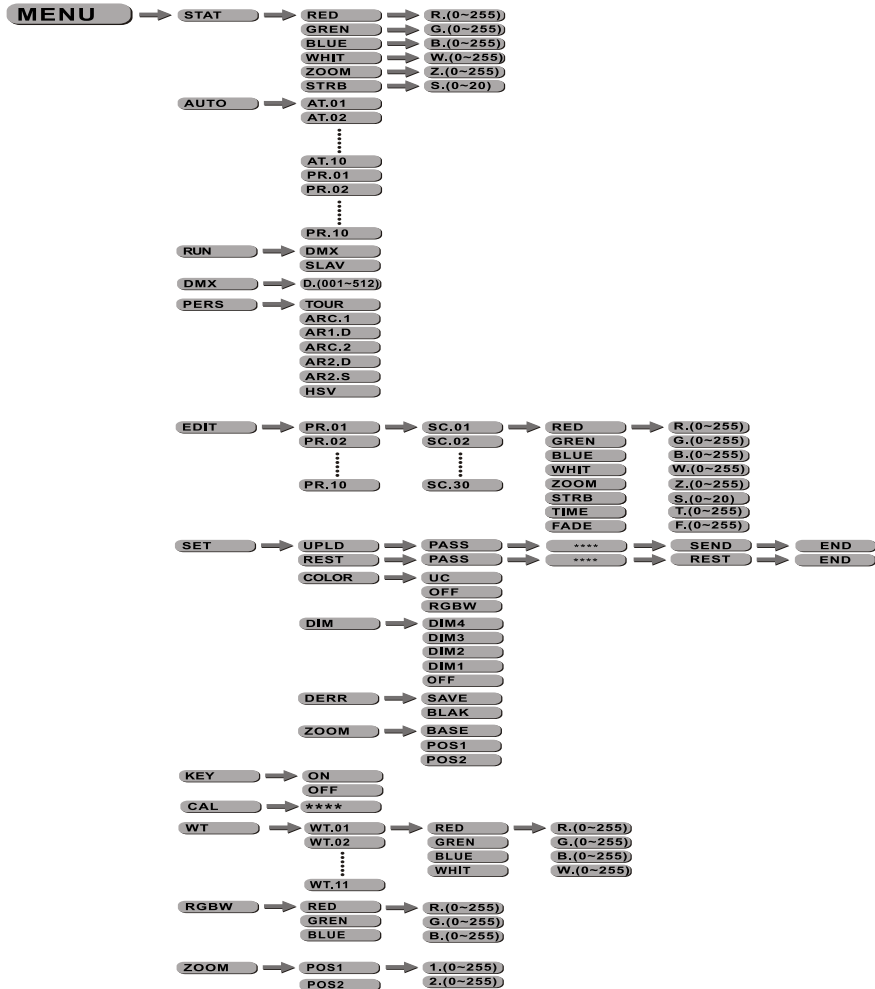 MENU STAT RED R.(0~255)
GREN G.(0~255)
BLUE B.(0~255)
WHIT W.(0~255)
ZOOM Z.(0~255)
STRB S.(0~20)
AUTO AT.01
AT.02
AT.10
PR.01
PR.02
PR.10
RUN DMX
SLAV
DMX D.(001~512)
PERS TOUR
ARC.1
AR1.D
ARC.2
AR2.D
AR2.S
HSV
EDIT PR.01 SC.01 RED R.(0~255)
PR.02 SC.02 GREN G.(0~255)
BLUE B.(0~255)
WHIT W.(0~255)
PR.10 SC.30 ZOOM Z.(0~255)
STRB S.(0~20)
TIME T.(0~255)
FADE F.(0~255)
SET UPLD PASS **** SEND END
REST PASS **** REST END
COLOR UC
OFF
RGBW
DIM DIM4
DIM3
DIM2
DIM1
OFF
DERR SAVE
BLAK
ZOOM BASE
POS1
POS2
KEY ON
OFF
CAL ****
WT WT.01 RED R.(0~255)
WT.02 GREN G.(0~255)
BLUE B.(0~255)
WHIT W.(0~255)
WT.11
RGBW RED R.(0~255)
GREN G.(0~255)
BLUE B.(0~255)
ZOOM POS1 1.(0~255)
POS2 2.(0~255)